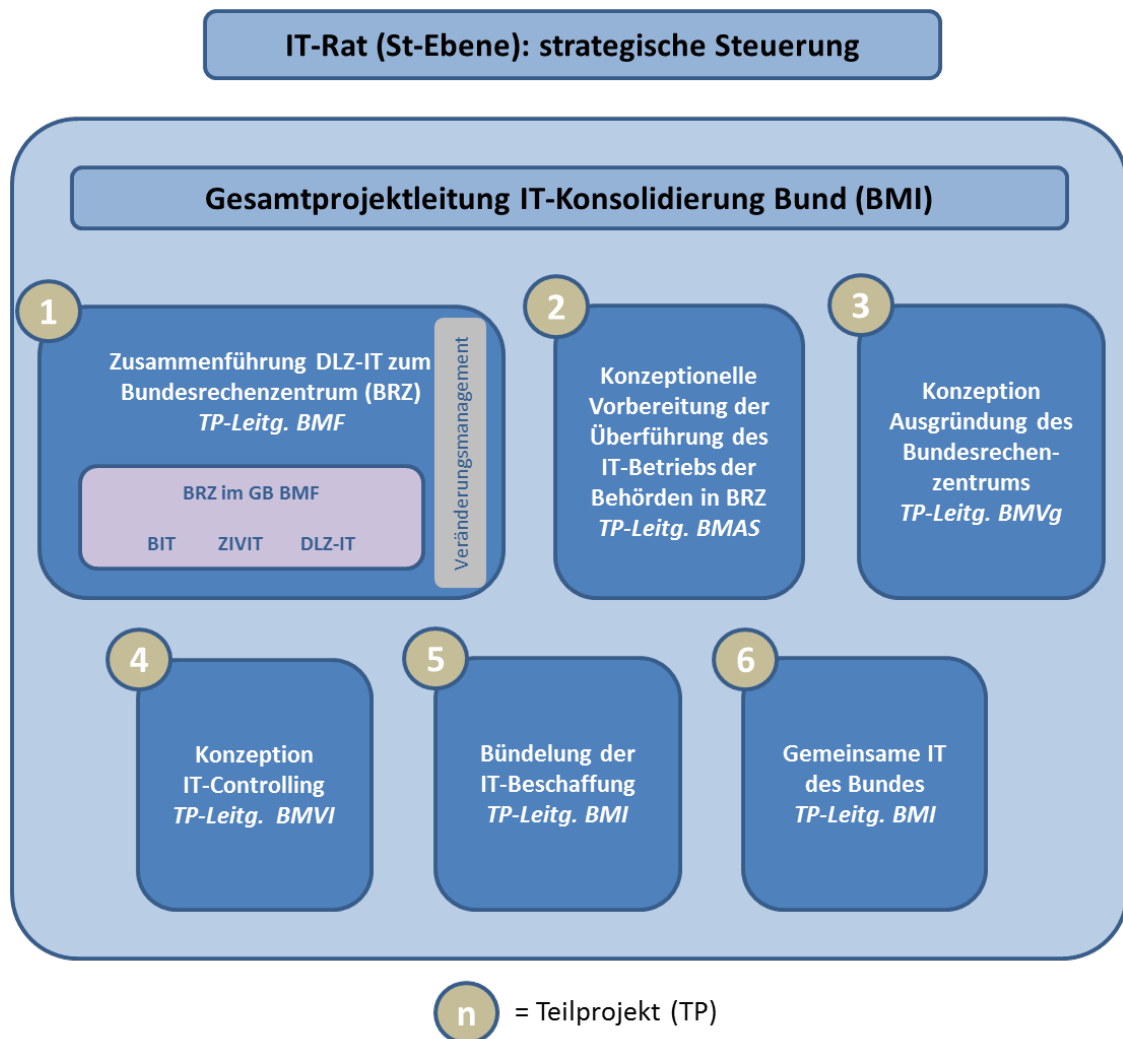 IT-Rat (St-Ebene): strategische Steuerung
Gesamtprojektleitung IT-Konsolidierung Bund (BMI)
1
Zusammenführung DLZ-IT zum
Bundesrechenzentrum (BRZ)
TP-Leitg. BMF
BRZ im GB BMF
BIT ZIVIT DLZ-IT
Veränderungsmanagement
2
Konzeptionelle
Vorbereitung der
Überführung des
IT-Betriebs der
Behörden in BRZ
TP-Leitg. BMAS
3
Konzeption
Ausgründung des
Bundesrechen-
zentrums
TP-Leitg. BMVg
4
Konzeption
IT-Controlling
TP-Leitg. BMVI
5
Bündelung der
IT-Beschaffung
TP-Leitg. BMI
6
Gemeinsame IT
des Bundes
TP-Leitg. BMI
n = Teilprojekt (TP)